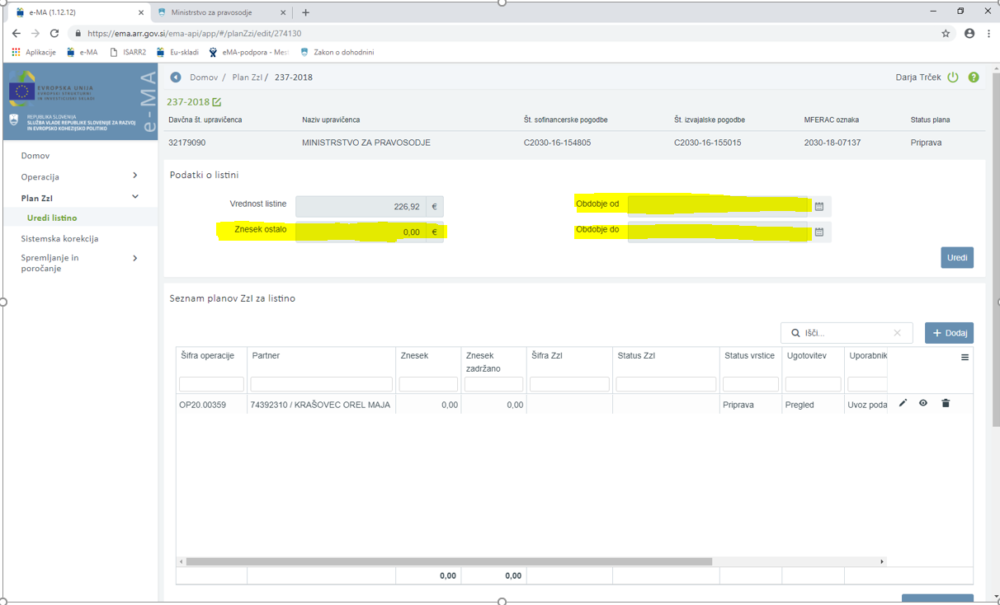 e-MA (1.12.12)
Ministrstvo za pravosodje
https://ema.arr.gov.si/ema-api/app/#/planZzi/edit/274130
Aplikacije e-MA ISARR2 Eu-skladi eMA-podpora - Mes Zakon o dohodnini
EVROPSKA UNIJA
EVROPSKI STRUKTURNI
IN INVESTICIJSKI SKLADI
REPUBLIKA SLOVENIJA
SLUŽBA VLADE REPUBLIKE SLOVENIJE ZA RAZVOJ
IN EVROPSKO KOHEZIJSKO POLITIKO
e-MA
Domov / Plan ZzI / 237-2018
Darja Trček
237-2018
Davčna št. upravičenca Naziv upravičenca Št. sofinancerske pogodbe Št. izvajalske pogodbe MFERAC oznaka Status plana
32179090 MINISTRSTVO ZA PRAVOSODJE C2030-16-154805 C2030-16-155015 2030-18-07137 Priprava
Domov
Operacija
Plan ZzI
Uredi listino
Sistemska korekcija
Spremljanje in
poročanje
Podatki o listini
Vrednost listine 226,92 € Obdobje od
Znesek ostalo 0,00 € Obdobje do
Uredi
Seznam planov ZzI za listino
Išči...
+ Dodaj
Šifra operacije Partner Znesek Znesek zadržano Šifra ZzI Status ZzI Status vrstice Ugotovitev Uporabnik
OP20.00359 74392310 / KRAŠOVEC OREL MAJA 0,00 0,00 Priprava Pregled Uvoz poda
0,00 0,00